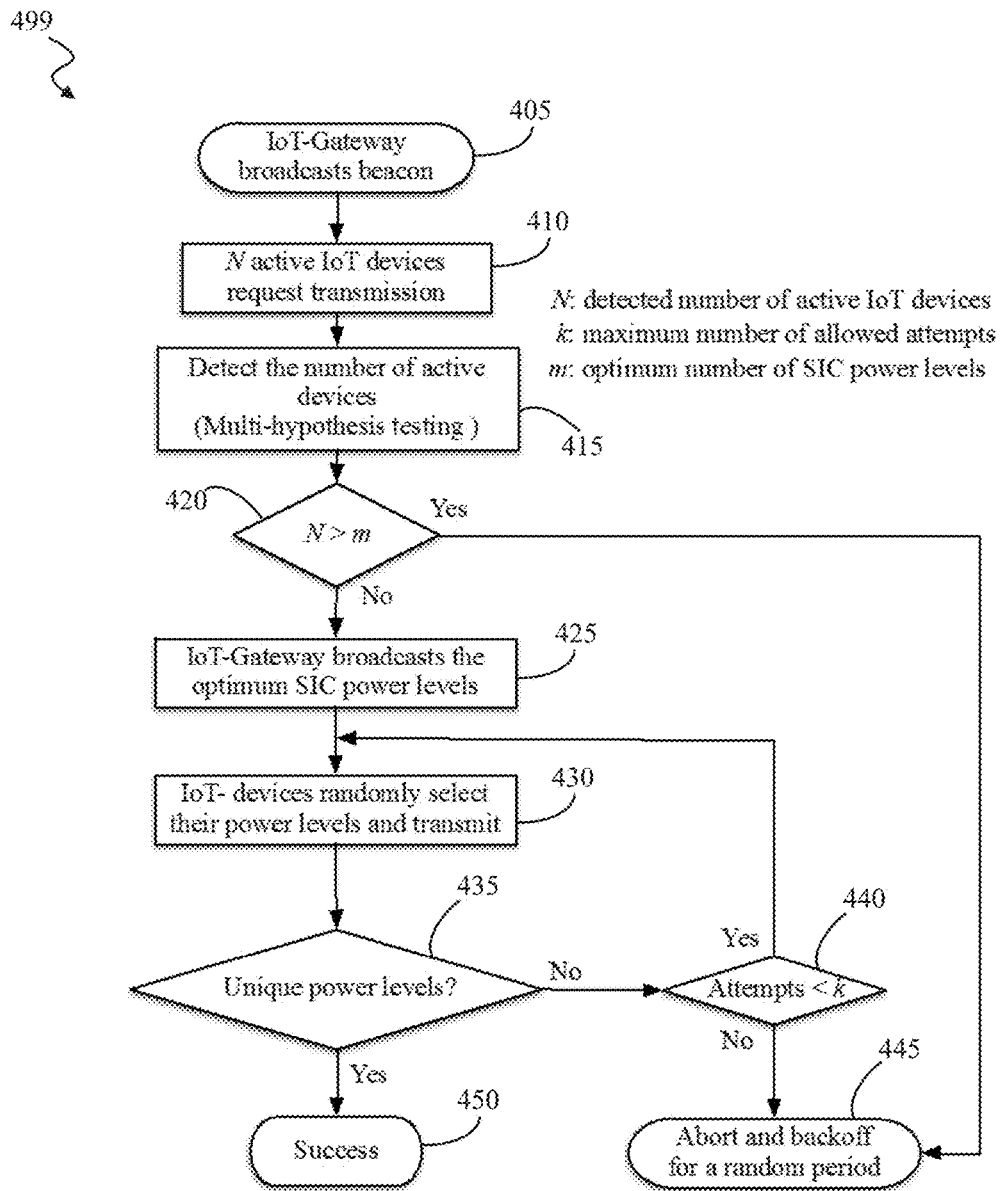 499
405
IoT-Gateway
broadcasts beacon
410
N active IoT devices
request transmission
N: detected number of active IoT devices
k: maximum number of allowed attempts
m: optimum number of SIC power levels
Detect the number of active
devices
(Multi-hypothesis testing )
415
420
Yes
N > m
No
425
IoT-Gateway broadcasts the
optimum SIC power levels
430
IoT- devices randomly select
their power levels and transmit
435
440
Yes
No
Unique power levels?
Attempts < k
No
445
Yes
450
Success
Abort and backoff
for a random period